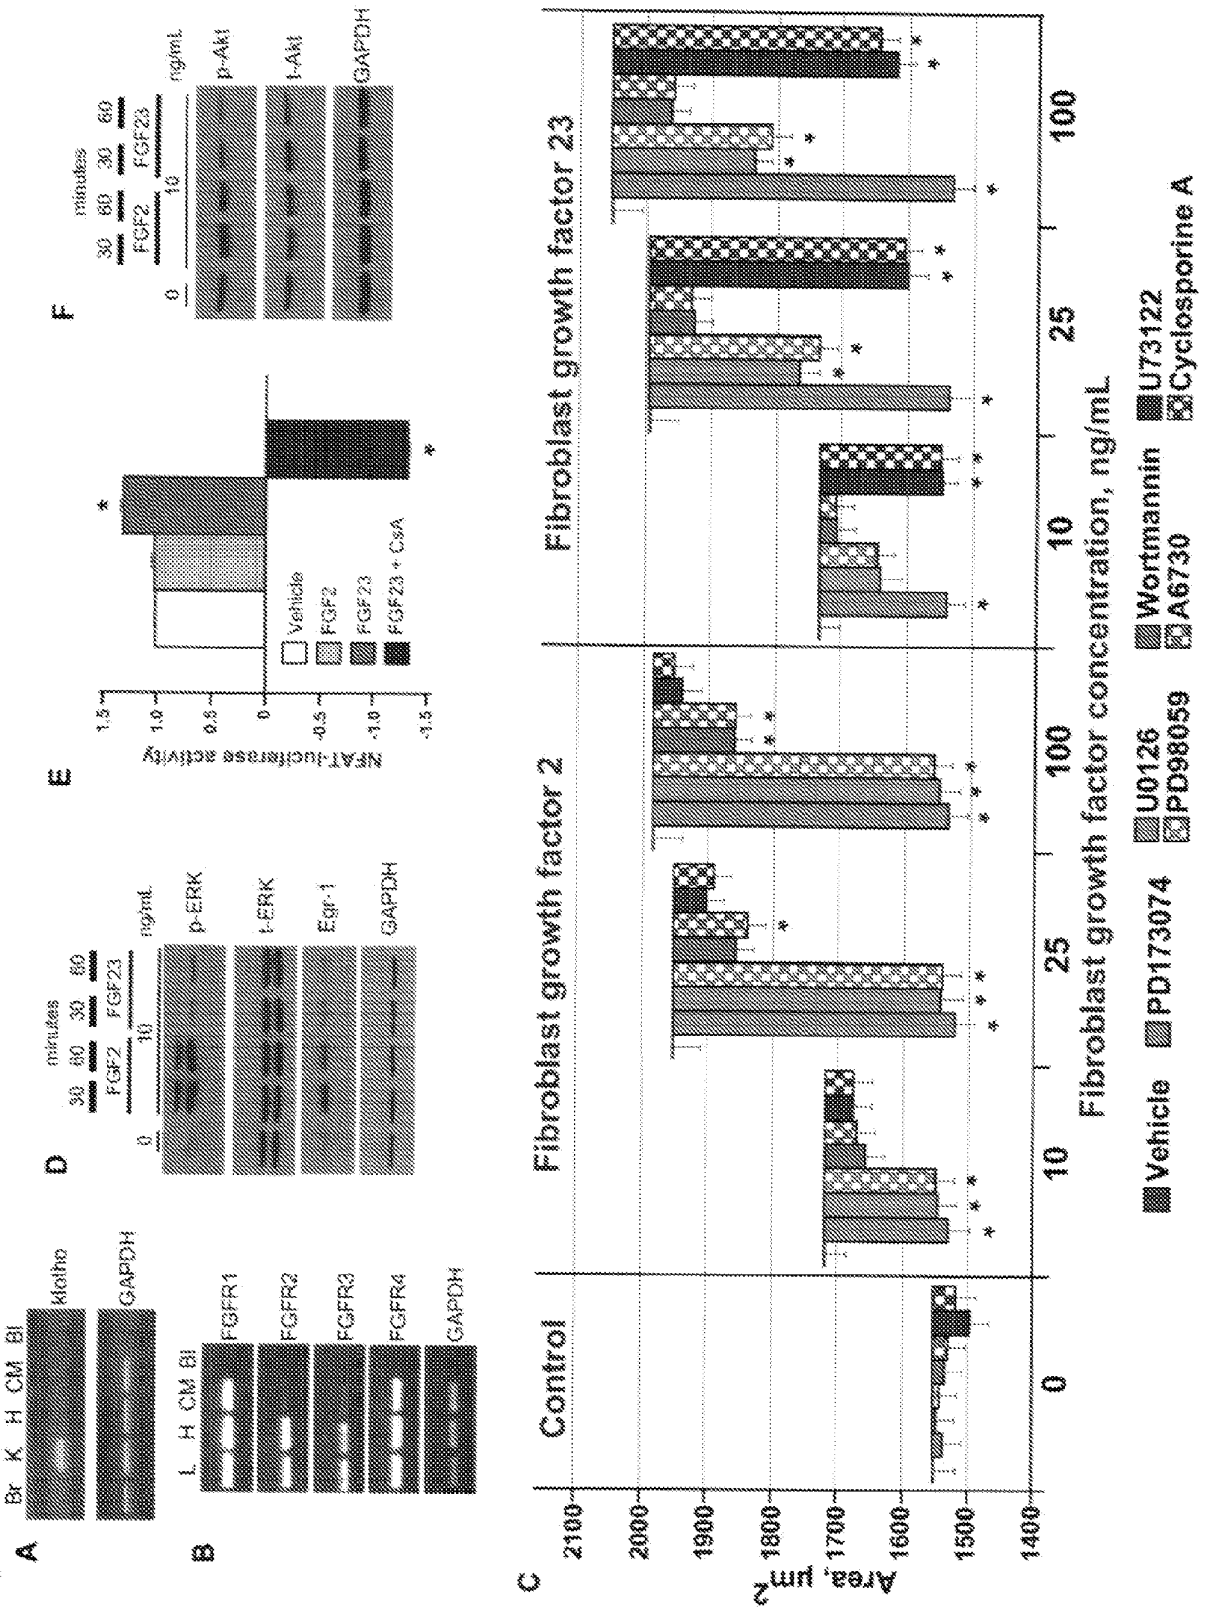 A
Br K H CM Bl
klotho
GAPDH
B
L H CM Bl
FGFR1
FGFR2
FGFR3
FGFR4
GAPDH
D
minutes
0 30 60 30 60
FGF2 FGF23
10 ng/mL
p-ERK
t-ERK
Egr-1
GAPDH
E
NFAT-luciferase activity
1.5
1.0
0.5
0
-0.5
-1.0
-1.5
* *
Vehicle
FGF2
FGF23
FGF23 + CsA
F
minutes
30 60 30 60
FGF2 FGF23
0 10 ng/mL
p-Akt
t-Akt
GAPDH
C
Control Fibroblast growth factor 2 Fibroblast growth factor 23
Area, µm2
2100
2000
1900
1800
1700
1600
1500
1400
0 10 25 100 10 25 100
Fibroblast growth factor concentration, ng/mL
Vehicle PD173074 U0126 Wortmannin U73122
PD98059 A6730 Cyclosporine A